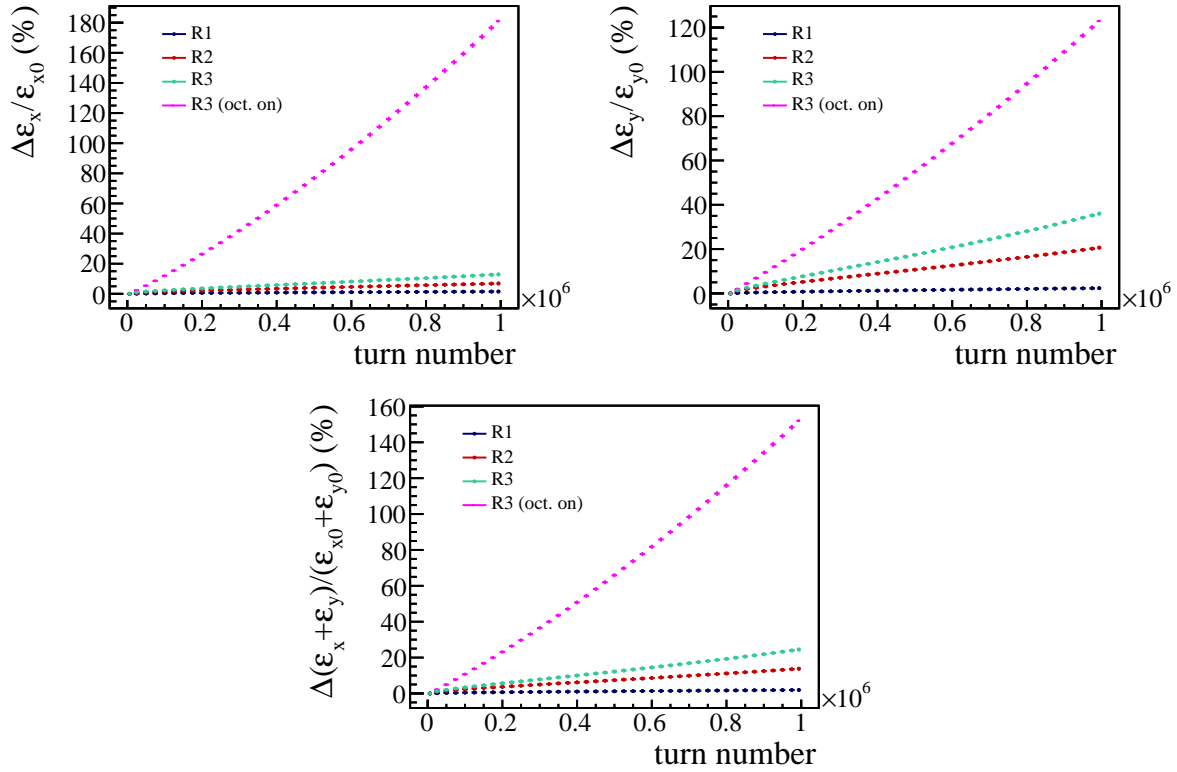 Δε_x/ε_x0 (%)
180
160
140
120
100
80
60
40
20
0
R1
R2
R3
R3 (oct. on)
0 0.2 0.4 0.6 0.8 1
×10^6
turn number
Δε_y/ε_y0 (%)
120
100
80
60
40
20
0
R1
R2
R3
R3 (oct. on)
0 0.2 0.4 0.6 0.8 1
×10^6
turn number
Δ(ε_x+ε_y)/(ε_x0+ε_y0) (%)
160
140
120
100
80
60
40
20
0
R1
R2
R3
R3 (oct. on)
0 0.2 0.4 0.6 0.8 1
×10^6
turn number